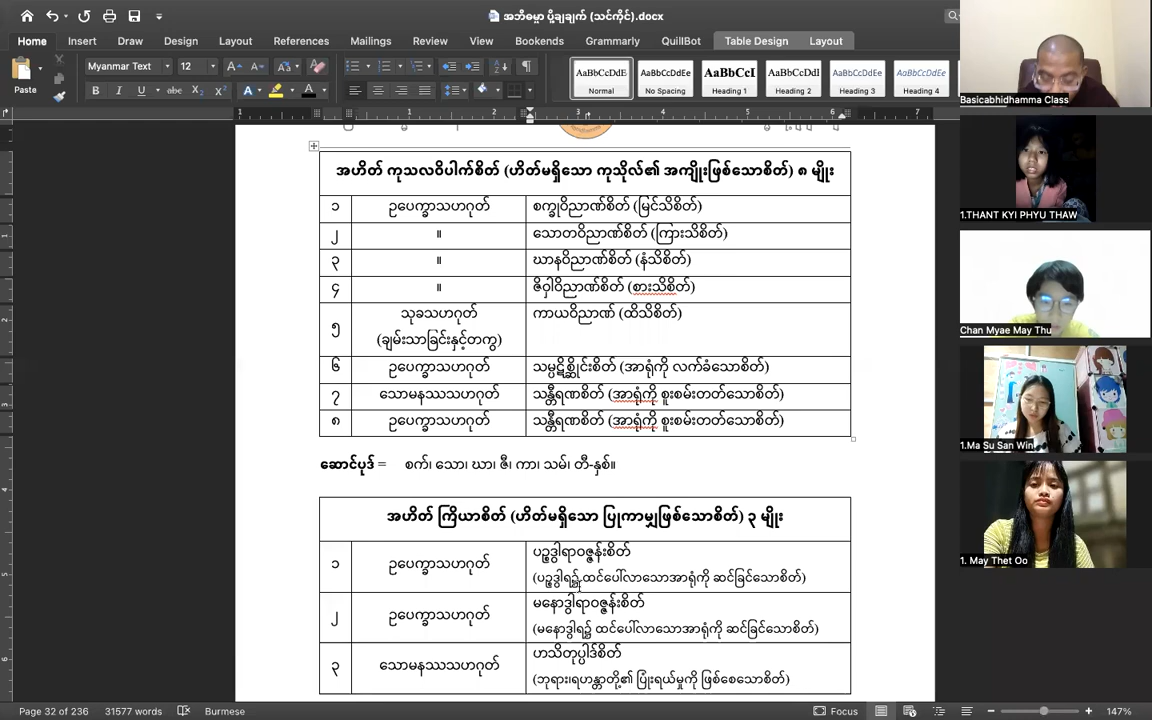 အဘိဓမ္မာ ပို့ချချက် (သင်ကိုင်).docx
Home Insert Draw Design Layout References Mailings Review View Bookends Grammarly QuillBot Table Design Layout
Paste
Myanmar Text 12
AaBbCcDdEe AaBbCcDdEe AaBbCcI AaBbCcDdI AaBbCcDdEe AaBbCcDdEe
Normal No Spacing Heading 1 Heading 2 Heading 3 Heading 4
1 1 2 3 4 5 6 7
အဟိတ် ကုသလဝိပါက်စိတ် (ဟိတ်မရှိသော ကုသိုလ်၏ အကျိုးဖြစ်သောစိတ်) ၈ မျိုး
၁ ဥပေက္ခာသဟဂုတ် စက္ခုဝိညာဏ်စိတ် (မြင်သိစိတ်)
၂ ။ သောတဝိညာဏ်စိတ် (ကြားသိစိတ်)
၃ ။ ဃာနဝိညာဏ်စိတ် (နံသိစိတ်)
၄ ။ ဇိဝှါဝိညာဏ်စိတ် (စားသိစိတ်)
၅ သုခသဟဂုတ် ကာယဝိညာဏ် (ထိသိစိတ်)
(ချမ်းသာခြင်းနှင့်တကွ)
၆ ဥပေက္ခာသဟဂုတ် သမ္ပဋိစ္ဆိုင်းစိတ် (အာရုံကို လက်ခံသောစိတ်)
၇ သောမနဿသဟဂုတ် သန္တီရဏစိတ် (အာရုံကို စူးစမ်းတတ်သောစိတ်)
၈ ဥပေက္ခာသဟဂုတ် သန္တီရဏစိတ် (အာရုံကို စူးစမ်းတတ်သောစိတ်)
ဆောင်ပုဒ် = စက်၊ သော၊ ဃာ၊ ဇီ၊ ကာ၊ သမ်၊ တီ-နှစ်။
အဟိတ် ကြိယာစိတ် (ဟိတ်မရှိသော ပြုကာမျှဖြစ်သောစိတ်) ၃ မျိုး
၁ ဥပေက္ခာသဟဂုတ် ပဉ္စဒွါရာဝဇ္ဇန်းစိတ်
(ပဉ္စဒွါရ၌ထင်ပေါ်လာသောအာရုံကို ဆင်ခြင်သောစိတ်)
၂ ဥပေက္ခာသဟဂုတ် မနောဒွါရာဝဇ္ဇန်းစိတ်
(မနောဒွါရ၌ ထင်ပေါ်လာသောအာရုံကို ဆင်ခြင်သောစိတ်)
၃ သောမနဿသဟဂုတ် ဟသိတုပ္ပါဒ်စိတ်
(ဘုရား၊ရဟန္တာတို့၏ ပြုံးရယ်မှုကို ဖြစ်စေသောစိတ်)
Page 32 of 236 31577 words Burmese Focus 147%
Basicabhidhamma Class
1.THANT KYI PHYU THAW
Chan Myae May Thu
1.Ma Su San Win
1. May Thet Oo